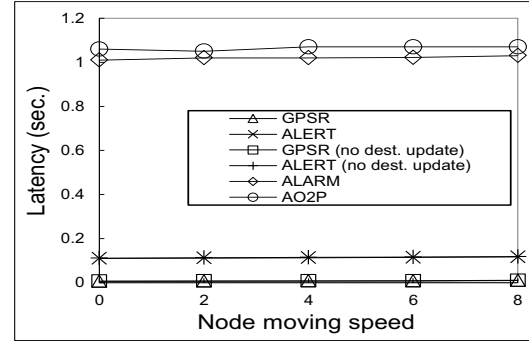 1.2
1
0.8
0.6
0.4
0.2
0
Latency (sec.)
GPSR
ALERT
GPSR (no dest. update)
ALERT (no dest. update)
ALARM
AO2P
0 2 4 6 8
Node moving speed